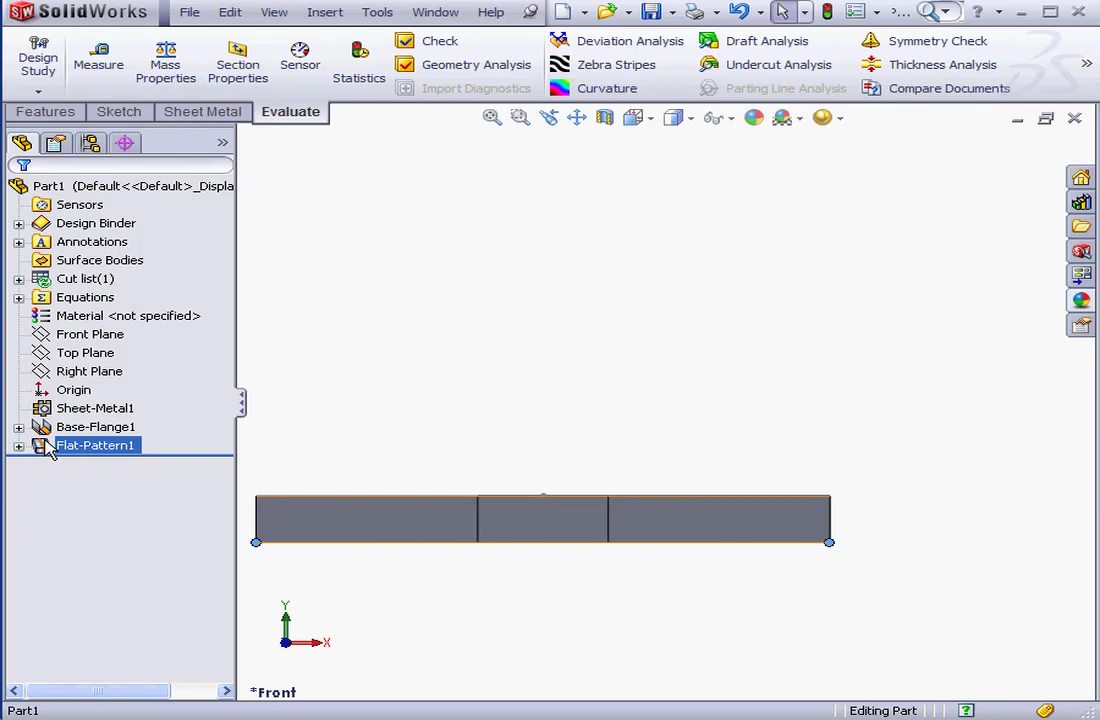 SolidWorks File Edit View Insert Tools Window Help
Design Study
Measure
Mass Properties
Section Properties
Sensor
Statistics
Check
Geometry Analysis
Import Diagnostics
Deviation Analysis
Zebra Stripes
Curvature
Draft Analysis
Undercut Analysis
Parting Line Analysis
Symmetry Check
Thickness Analysis
Compare Documents
Features Sketch Sheet Metal Evaluate
Part1 (Default<<Default>_Displa
Sensors
Design Binder
Annotations
Surface Bodies
Cut list(1)
Equations
Material <not specified>
Front Plane
Top Plane
Right Plane
Origin
Sheet-Metal1
Base-Flange1
Flat-Pattern1
Y
X
*Front
Part1 Editing Part